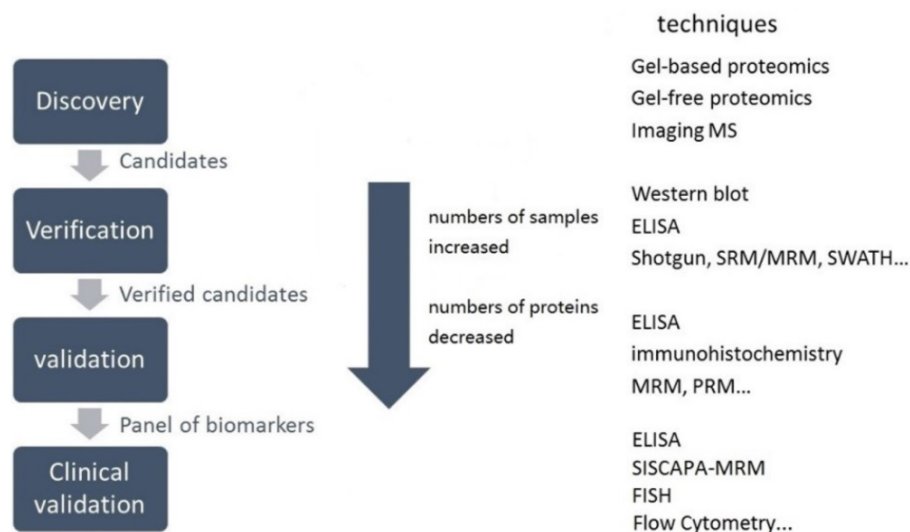 techniques
Discovery
Gel-based proteomics
Gel-free proteomics
Imaging MS
Candidates
Verification
numbers of samples
increased
Western blot
ELISA
Shotgun, SRM/MRM, SWATH...
Verified candidates
numbers of proteins
decreased
validation
ELISA
immunohistochemistry
MRM, PRM...
Panel of biomarkers
Clinical
validation
ELISA
SISCAPA-MRM
FISH
Flow Cytometry...